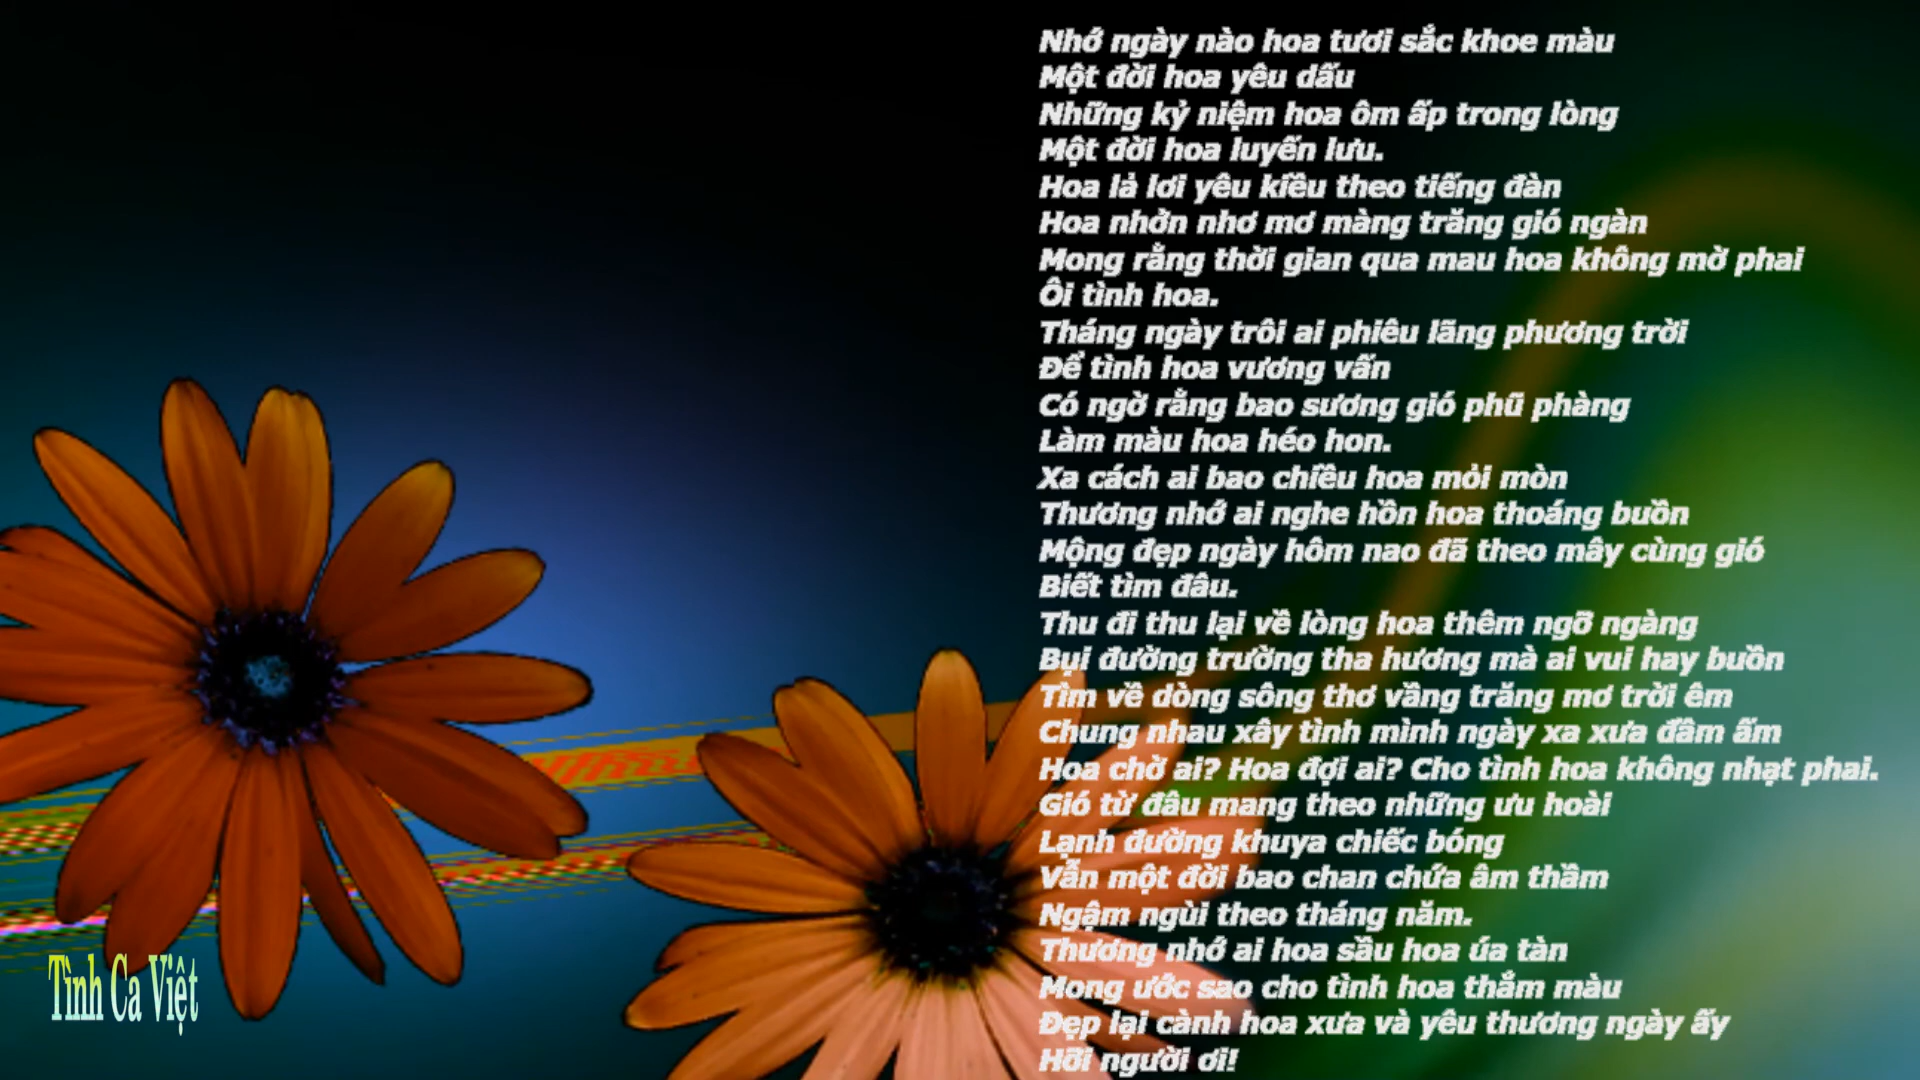 Nhớ ngày nào hoa tươi sắc khoe màu
Một đời hoa yêu dấu
Những kỷ niệm hoa ôm ấp trong lòng
Một đời hoa luyến lưu.
Hoa lả lơi yêu kiều theo tiếng đàn
Hoa nhởn nhơ mơ màng trăng gió ngàn
Mong rằng thời gian qua mau hoa không mờ phai
Ôi tình hoa.
Tháng ngày trôi ai phiêu lãng phương trời
Để tình hoa vương vấn
Có ngờ rằng bao sương gió phũ phàng
Làm màu hoa héo hon.
Xa cách ai bao chiều hoa mỏi mòn
Thương nhớ ai nghe hồn hoa thoáng buồn
Mộng đẹp ngày hôm nao đã theo mây cùng gió
Biết tìm đâu.
Thu đi thu lại về lòng hoa thêm ngỡ ngàng
Bụi đường trường tha hương mà ai vui hay buồn
Tìm về dòng sông thơ vầng trăng mơ trời êm
Chung nhau xây tình mình ngày xa xưa đầm ấm
Hoa chờ ai? Hoa đợi ai? Cho tình hoa không nhạt phai.
Gió từ đâu mang theo những ưu hoài
Lạnh đường khuya chiếc bóng
Vẫn một đời bao chan chứa âm thầm
Ngậm ngùi theo tháng năm.
Thương nhớ ai hoa sầu hoa úa tàn
Mong ước sao cho tình hoa thắm màu
Đẹp lại cành hoa xưa và yêu thương ngày ấy
Hỡi người ơi!
Tình Ca Việt